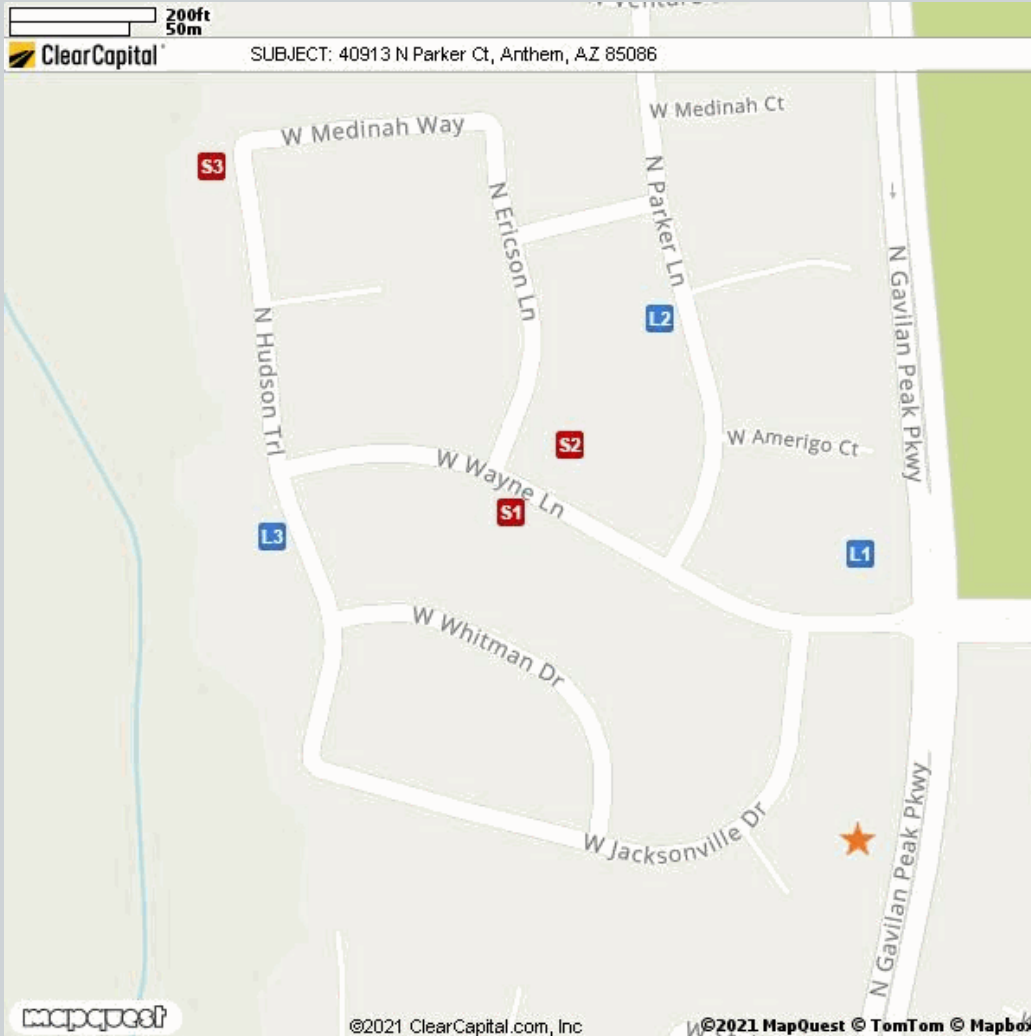 200ft
50m
ClearCapital
SUBJECT: 40913 N Parker Ct, Anthem, AZ 85086
W Medinah Ct
W Medinah Way
S3
N Parker Ln
N Ericson Ln
N Gavilan Peak Pkwy
L2
N Hudson Trl
W Amerigo Ct
S2
W Wayne Ln
S1
L3
L1
W Whitman Dr
W Jacksonville Dr
N Gavilan Peak Pkwy
mapquest
©2021 ClearCapital.com, Inc
©2021 MapQuest © TomTom © Mapbox